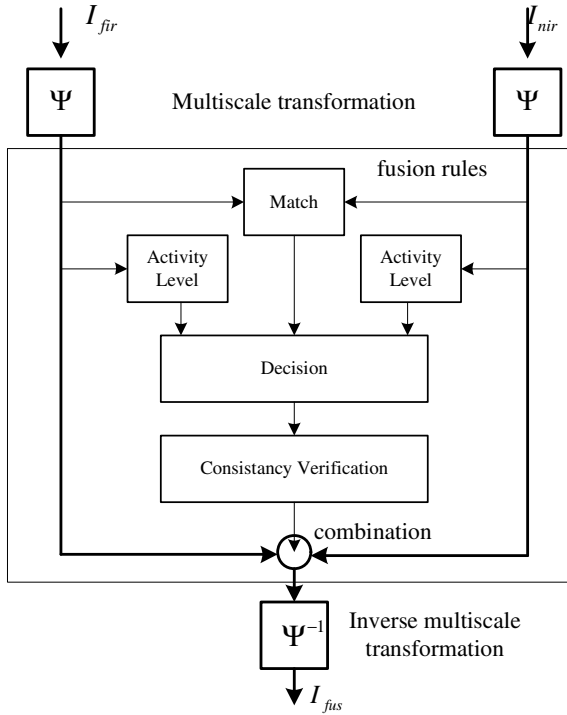 I_fir
I_nir
Ψ
Multiscale transformation
Ψ
fusion rules
Match
Activity
Level
Activity
Level
Decision
Consistancy Verification
combination
Ψ⁻¹
Inverse multiscale
transformation
I_fus